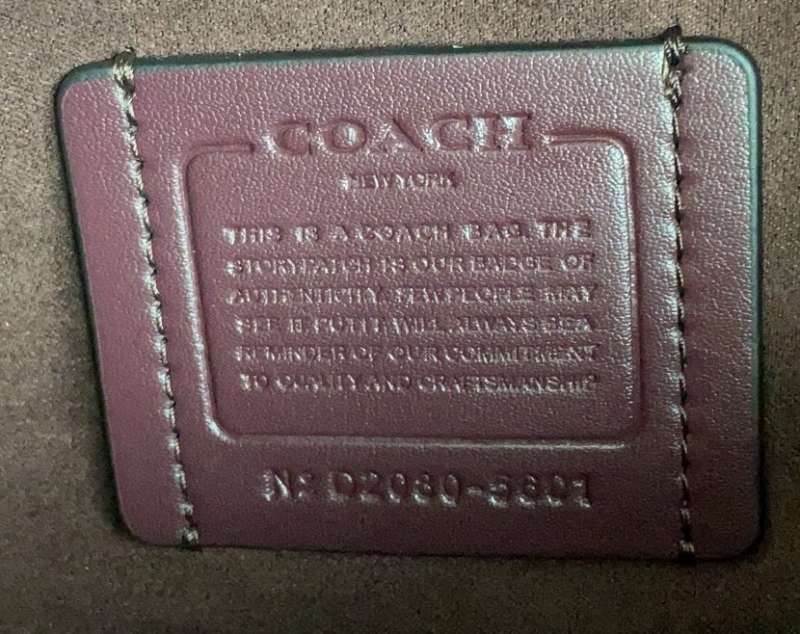 COACH
NEW YORK
THIS IS A COACH BAG. THE
STORYPATCH IS OUR BADGE OF
AUTHENTICITY. FEW PEOPLE MAY
SEE IT, BUT IT WILL ALWAYS BE A
REMINDER OF OUR COMMITMENT
TO QUALITY AND CRAFTSMANSHIP
Nº